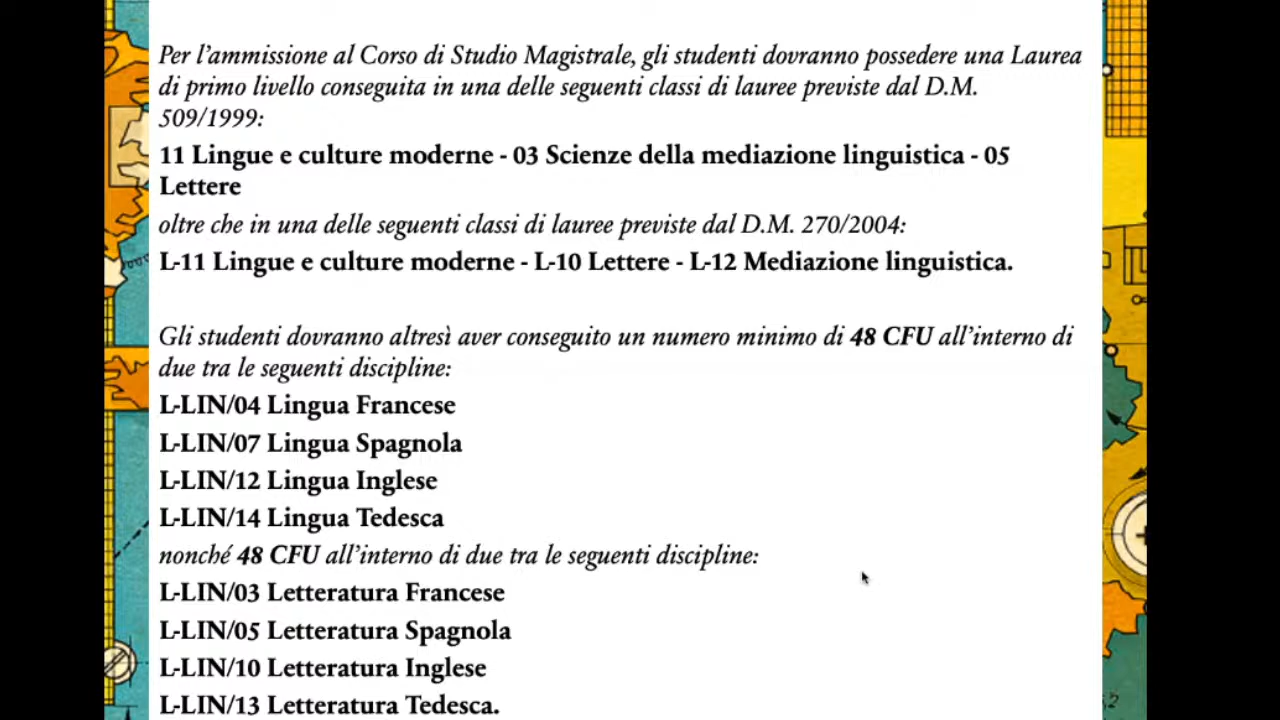 Per l'ammissione al Corso di Studio Magistrale, gli studenti dovranno possedere una Laurea
di primo livello conseguita in una delle seguenti classi di lauree previste dal D.M.
509/1999:
11 Lingue e culture moderne - 03 Scienze della mediazione linguistica - 05
Lettere
oltre che in una delle seguenti classi di lauree previste dal D.M. 270/2004:
L-11 Lingue e culture moderne - L-10 Lettere - L-12 Mediazione linguistica.
Gli studenti dovranno altresì aver conseguito un numero minimo di 48 CFU all'interno di
due tra le seguenti discipline:
L-LIN/04 Lingua Francese
L-LIN/07 Lingua Spagnola
L-LIN/12 Lingua Inglese
L-LIN/14 Lingua Tedesca
nonché 48 CFU all'interno di due tra le seguenti discipline:
L-LIN/03 Letteratura Francese
L-LIN/05 Letteratura Spagnola
L-LIN/10 Letteratura Inglese
L-LIN/13 Letteratura Tedesca.